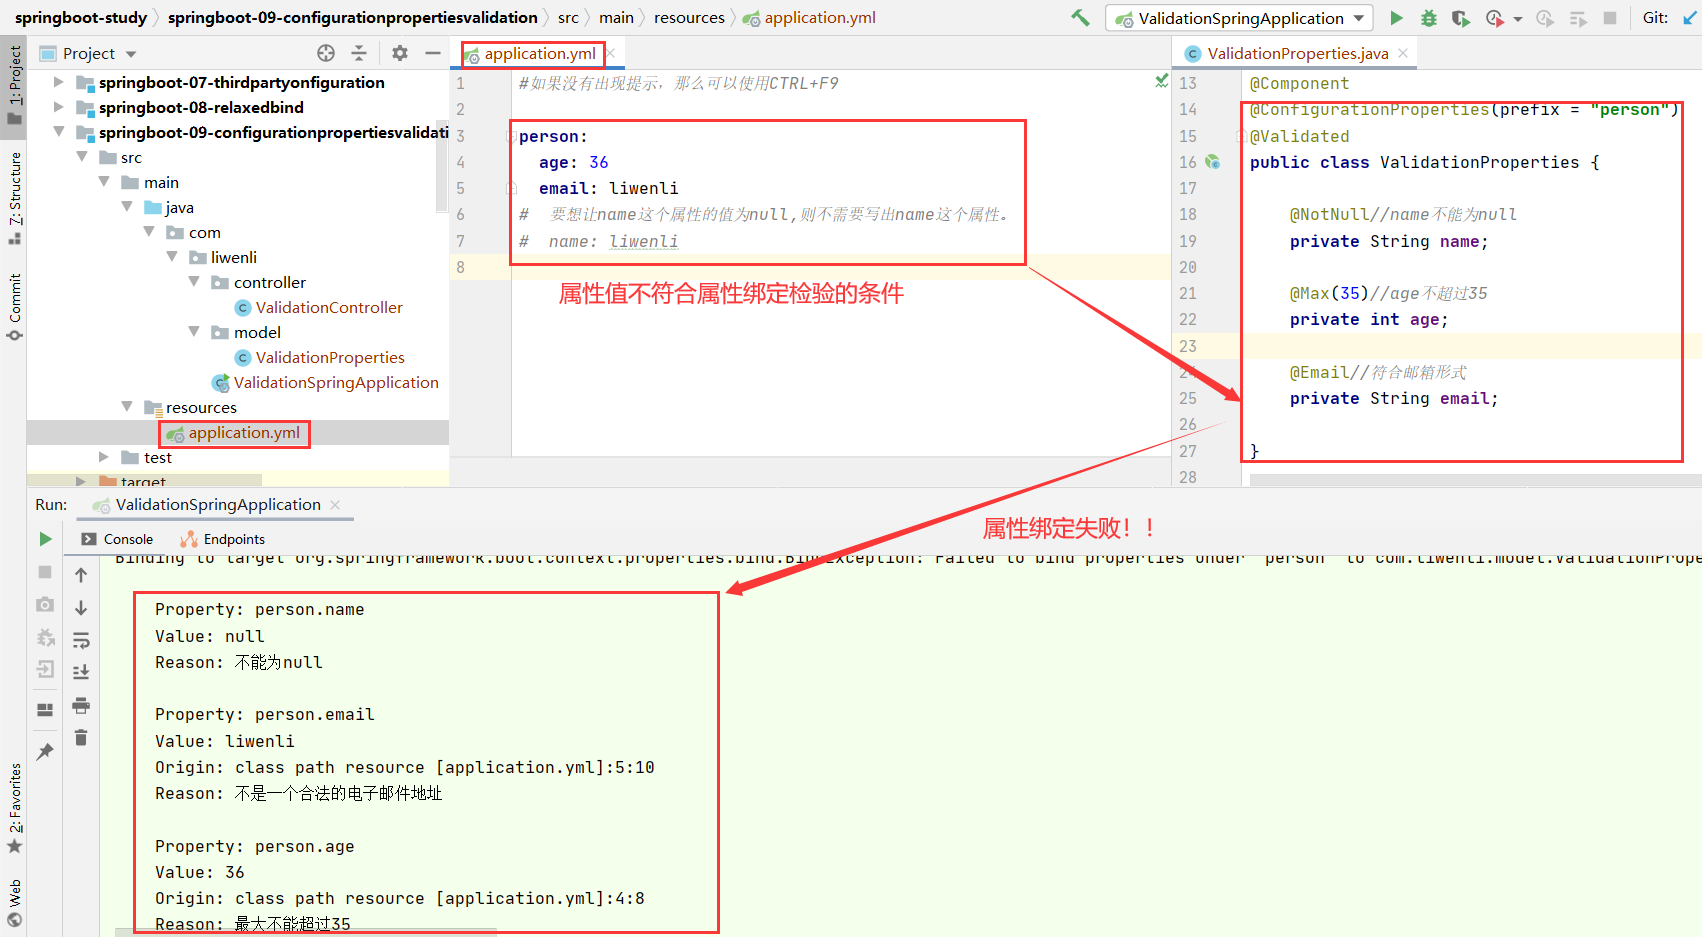 springboot-study 〉 springboot-09-configurationpropertiesvalidation 〉 src 〉 main 〉 resources 〉 application.yml
ValidationSpringApplication
Git:
Project
application.yml
ValidationProperties.java
1: Project
Z: Structure
Commit
2: Favorites
Web
springboot-07-thirdpartyonfiguration
springboot-08-relaxedbind
springboot-09-configurationpropertiesvalidati
src
main
java
com
liwenli
controller
ValidationController
model
ValidationProperties
ValidationSpringApplication
resources
application.yml
test
target
1 #如果没有出现提示，那么可以使用CTRL+F9
2
3 person:
4 age: 36
5 email: liwenli
6 # 要想让name这个属性的值为null,则不需要写出name这个属性。
7 # name: liwenli
8
属性值不符合属性绑定检验的条件
13 @Component
14 @ConfigurationProperties(prefix = "person")
15 @Validated
16 public class ValidationProperties {
17
18 @NotNull//name不能为null
19 private String name;
20
21 @Max(35)//age不超过35
22 private int age;
23
24 @Email//符合邮箱形式
25 private String email;
26
27 }
28
属性绑定失败！！
Run: ValidationSpringApplication
Console
Endpoints
Binding to target org.springframework.boot.context.properties.bind.BindException: Failed to bind properties under 'person' to com.liwenli.model.ValidationPrope
Property: person.name
Value: null
Reason: 不能为null
Property: person.email
Value: liwenli
Origin: class path resource [application.yml]:5:10
Reason: 不是一个合法的电子邮件地址
Property: person.age
Value: 36
Origin: class path resource [application.yml]:4:8
Reason: 最大不能超过35